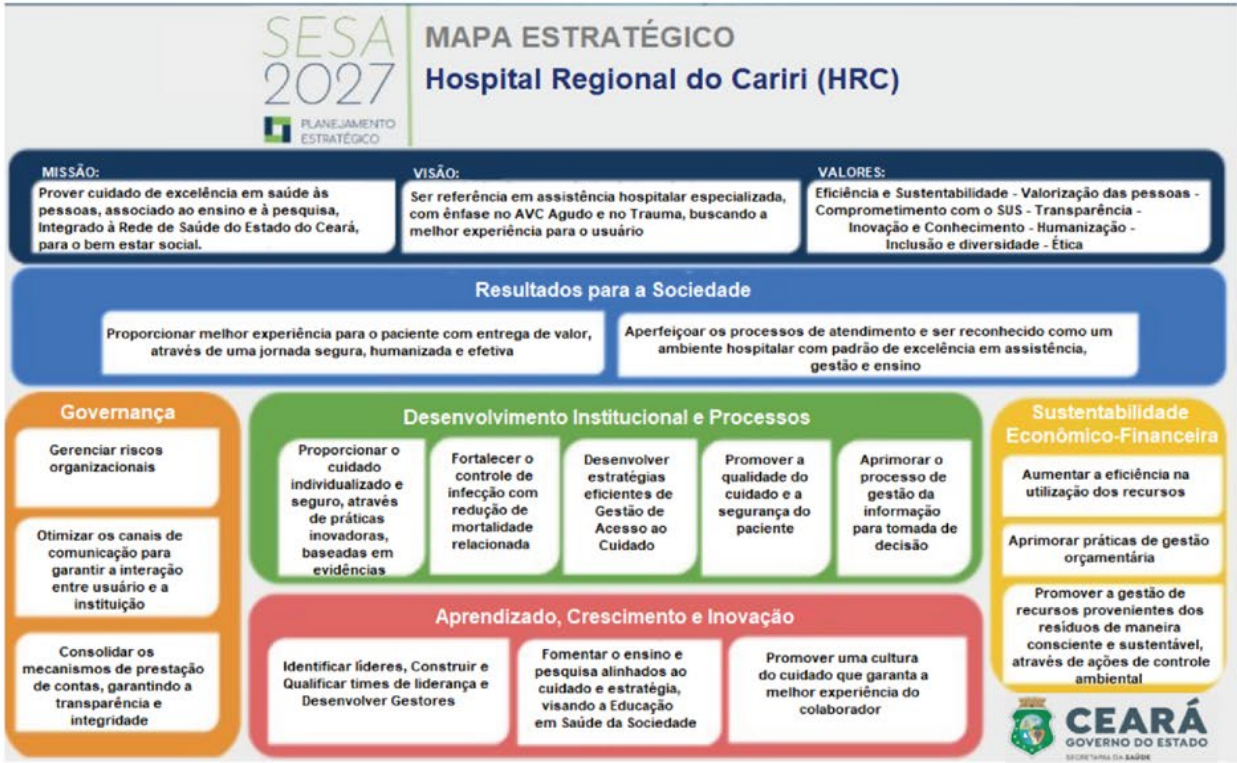 SESA
2027
PLANEJAMENTO
ESTRATÉGICO
MAPA ESTRATÉGICO
Hospital Regional do Cariri (HRC)
MISSÃO:
Prover cuidado de excelência em saúde às
pessoas, associado ao ensino e à pesquisa,
Integrado à Rede de Saúde do Estado do Ceará,
para o bem estar social.
VISÃO:
Ser referência em assistência hospitalar especializada,
com ênfase no AVC Agudo e no Trauma, buscando a
melhor experiência para o usuário
VALORES:
Eficiência e Sustentabilidade - Valorização das pessoas -
Comprometimento com o SUS - Transparência -
Inovação e Conhecimento - Humanização -
Inclusão e diversidade - Ética
Resultados para a Sociedade
Proporcionar melhor experiência para o paciente com entrega de valor,
através de uma jornada segura, humanizada e efetiva
Aperfeiçoar os processos de atendimento e ser reconhecido como um
ambiente hospitalar com padrão de excelência em assistência,
gestão e ensino
Governança
Gerenciar riscos
organizacionais
Otimizar os canais de
comunicação para
garantir a interação
entre usuário e a
instituição
Consolidar os
mecanismos de prestação
de contas, garantindo a
transparência e
integridade
Desenvolvimento Institucional e Processos
Proporcionar o
cuidado
individualizado e
seguro, através
de práticas
inovadoras,
baseadas em
evidências
Fortalecer o
controle de
infecção com
redução de
mortalidade
relacionada
Desenvolver
estratégias
eficientes de
Gestão de
Acesso ao
Cuidado
Promover a
qualidade do
cuidado e a
segurança do
paciente
Aprimorar o
processo de
gestão da
informação
para tomada de
decisão
Aprendizado, Crescimento e Inovação
Identificar líderes, Construir e
Qualificar times de liderança e
Desenvolver Gestores
Fomentar o ensino e
pesquisa alinhados ao
cuidado e estratégia,
visando a Educação
em Saúde da Sociedade
Promover uma cultura
do cuidado que garanta a
melhor experiência do
colaborador
Sustentabilidade
Econômico-Financeira
Aumentar a eficiência na
utilização dos recursos
Aprimorar práticas de gestão
orçamentária
Promover a gestão de
recursos provenientes dos
resíduos de maneira
consciente e sustentável,
através de ações de controle
ambiental
CEARÁ
GOVERNO DO ESTADO
SECRETARIA DA SAÚDE